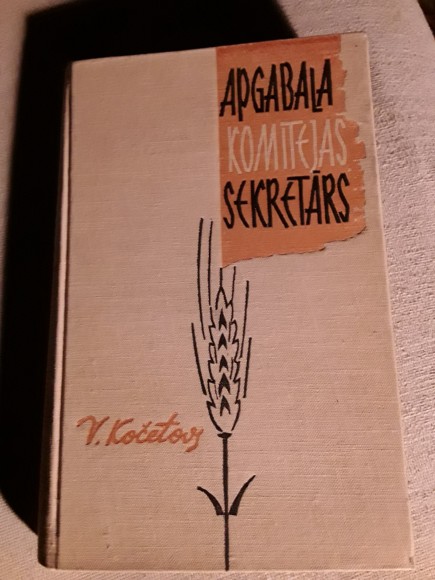 APGABALA
KOMITEJAS
SEKRETĀRS
V. Kočetovs